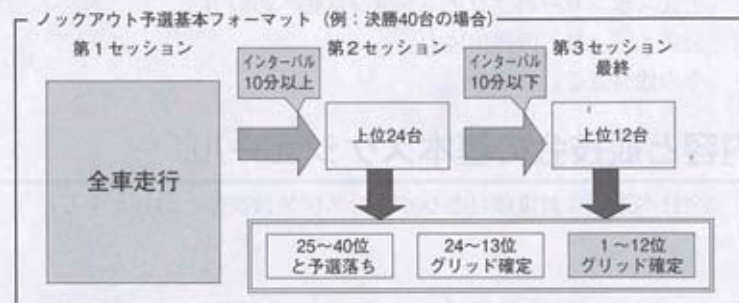 ノックアウト予選基本フォーマット（例：決勝40台の場合）
第1セッション
インターバル
10分以上
第2セッション
インターバル
10分以下
第3セッション
最終
全車走行
上位24台
上位12台
25～40位
と予選落ち
24～13位
グリッド確定
1～12位
グリッド確定